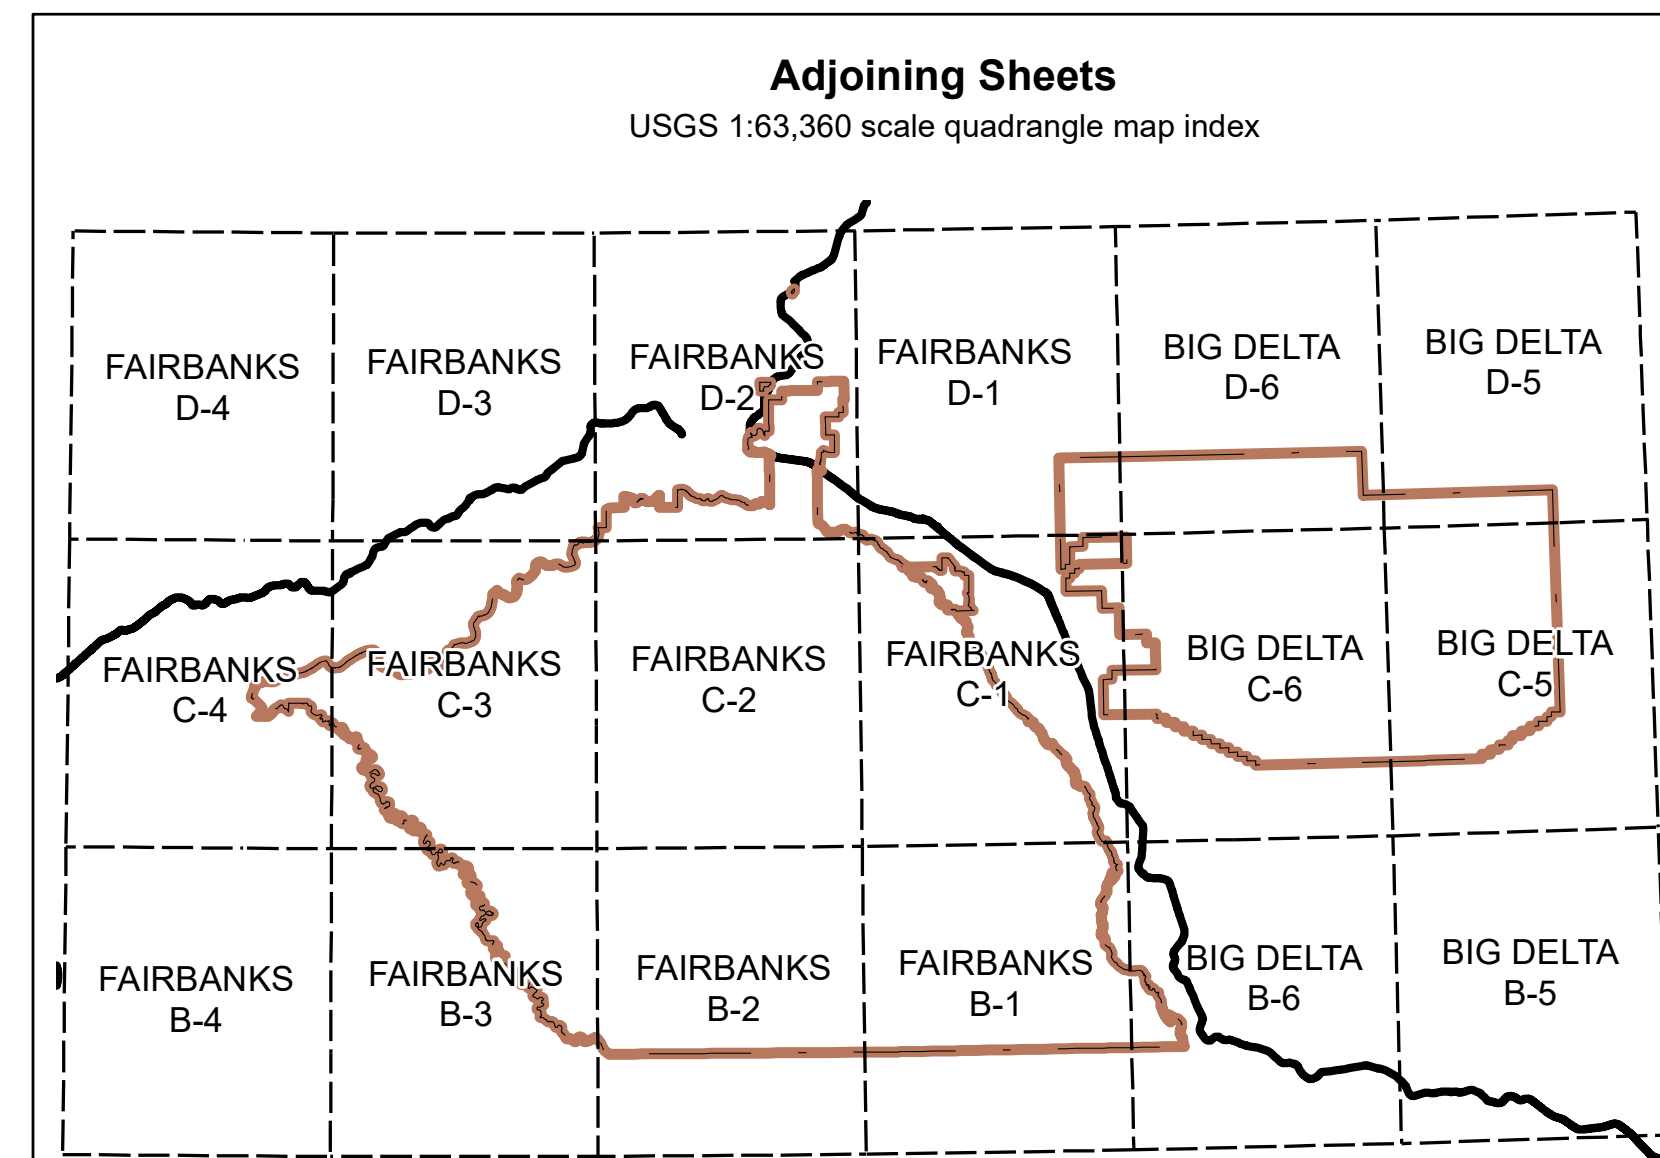 Adjoining Sheets
USGS 1:63,360 scale quadrangle map index
FAIRBANKS
D-4
FAIRBANKS
D-3
FAIRBANKS
D-2
FAIRBANKS
D-1
BIG DELTA
D-6
BIG DELTA
D-5
FAIRBANKS
C-4
FAIRBANKS
C-3
FAIRBANKS
C-2
FAIRBANKS
C-1
BIG DELTA
C-6
BIG DELTA
C-5
FAIRBANKS
B-4
FAIRBANKS
B-3
FAIRBANKS
B-2
FAIRBANKS
B-1
BIG DELTA
B-6
BIG DELTA
B-5